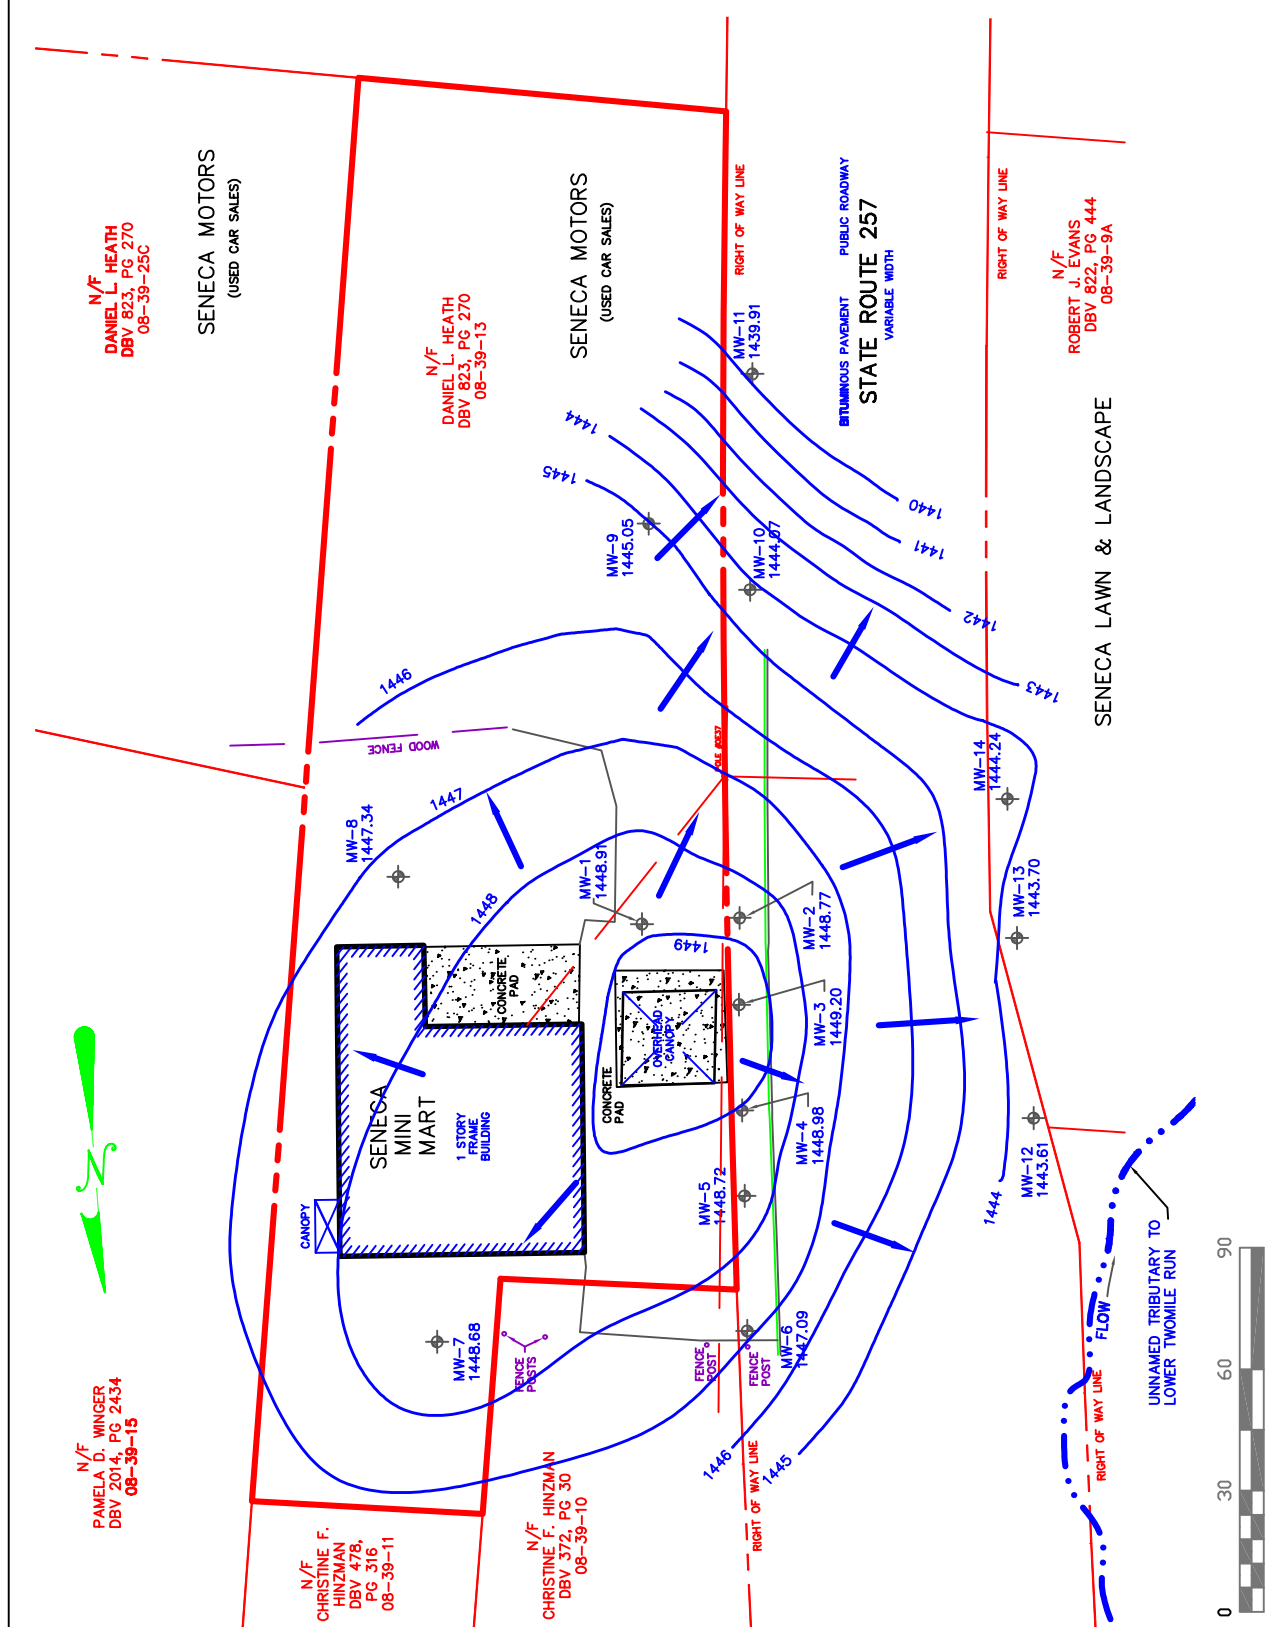 N/F
DANIEL L. HEATH
DBV 823, PG 270
08-39-25C
SENECA MOTORS
(USED CAR SALES)
N/F
DANIEL L. HEATH
DBV 823, PG 270
08-39-13
SENECA MOTORS
(USED CAR SALES)
RIGHT OF WAY LINE
BITUMINOUS PAVEMENT
PUBLIC ROADWAY
STATE ROUTE 257
VARIABLE WIDTH
RIGHT OF WAY LINE
N/F
ROBERT J. EVANS
DBV 822, PG 444
08-39-9A
SENECA LAWN & LANDSCAPE
MW-11
1439.91
1444
1445
MW-9
1445.05
MW-10
1444.07
1440
1441
1442
1443
1446
WOOD FENCE
POLE #DE37
MW-8
1447.34
1447
1448
MW-1
1448.91
MW-14
1444.24
MW-13
1443.70
MW-2
1448.77
1449
MW-3
1449.20
CONCRETE
PAD
OVERHEAD
CANOPY
CONCRETE
PAD
SENECA
MINI
MART
1 STORY
FRAME
BUILDING
MW-4
1448.98
MW-5
1448.72
MW-12
1443.61
1444
CANOPY
MW-7
1448.68
FENCE
POSTS
FENCE
POST
FENCE
POST
MW-6
1447.09
1446
1445
RIGHT OF WAY LINE
FLOW
UNNAMED TRIBUTARY TO
LOWER TWOMILE RUN
RIGHT OF WAY LINE
N
N/F
PAMELA D. WINGER
DBV 2014, PG 2434
08-39-15
N/F
CHRISTINE F.
HINZMAN
DBV 478,
PG 316
08-39-11
N/F
CHRISTINE F. HINZMAN
DBV 372, PG 30
08-39-10
0
30
60
90